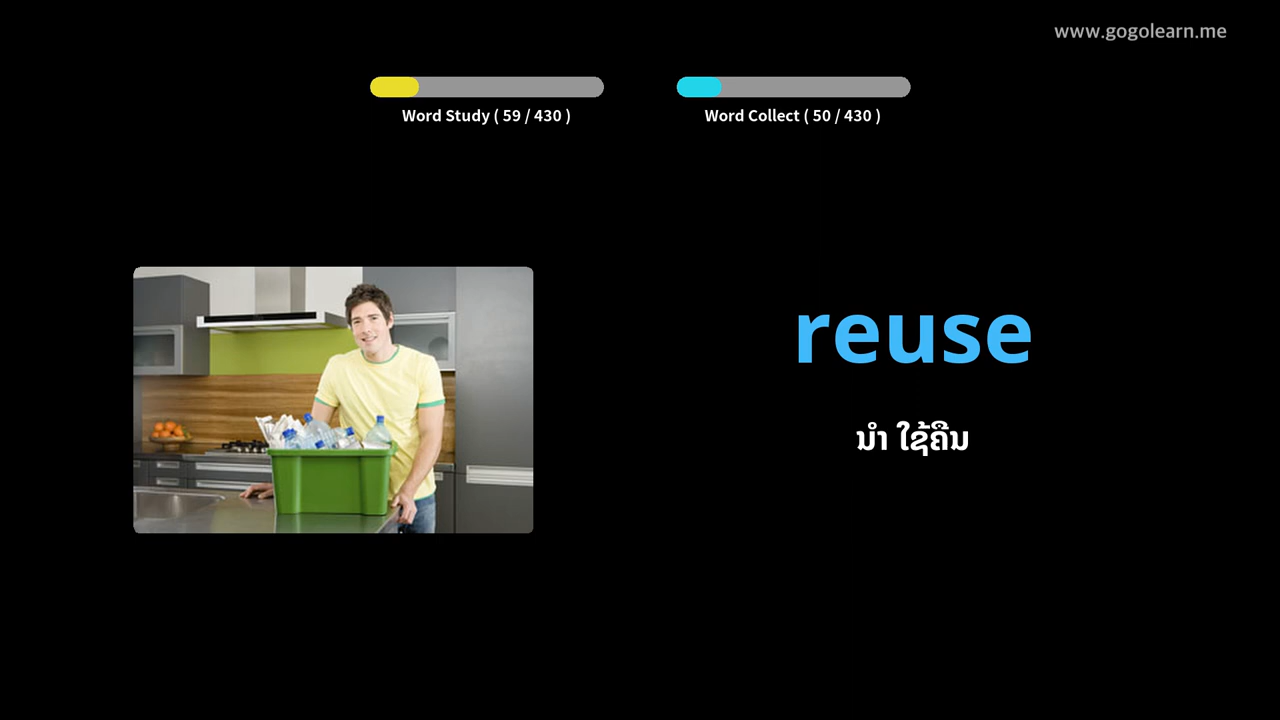 www.gogolearn.me
Word Study ( 59 / 430 )
Word Collect ( 50 / 430 )
reuse
ນຳ ໃຊ້ຄືນ